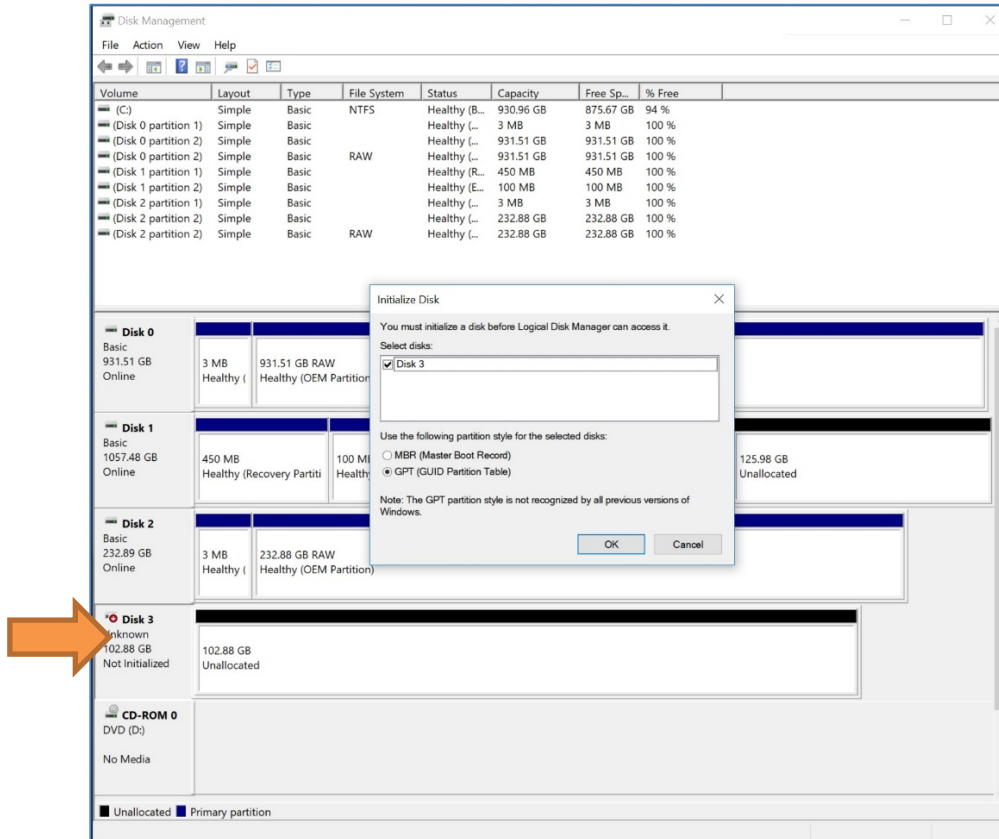 Disk Management
File Action View Help
Volume Layout Type File System Status Capacity Free Sp... % Free
(C:) Simple Basic NTFS Healthy (B... 930.96 GB 875.67 GB 94 %
(Disk 0 partition 1) Simple Basic Healthy (... 3 MB 3 MB 100 %
(Disk 0 partition 2) Simple Basic Healthy (... 931.51 GB 931.51 GB 100 %
(Disk 0 partition 2) Simple Basic RAW Healthy (... 931.51 GB 931.51 GB 100 %
(Disk 1 partition 1) Simple Basic Healthy (R... 450 MB 450 MB 100 %
(Disk 1 partition 2) Simple Basic Healthy (E... 100 MB 100 MB 100 %
(Disk 2 partition 1) Simple Basic Healthy (... 3 MB 3 MB 100 %
(Disk 2 partition 2) Simple Basic Healthy (... 232.88 GB 232.88 GB 100 %
(Disk 2 partition 2) Simple Basic RAW Healthy (... 232.88 GB 232.88 GB 100 %
Initialize Disk
You must initialize a disk before Logical Disk Manager can access it.
Select disks:
Disk 3
Use the following partition style for the selected disks:
MBR (Master Boot Record)
GPT (GUID Partition Table)
Note: The GPT partition style is not recognized by all previous versions of
Windows.
OK Cancel
Disk 0
Basic
931.51 GB
Online
3 MB
Healthy (
931.51 GB RAW
Healthy (OEM Partition
Disk 1
Basic
1057.48 GB
Online
450 MB
Healthy (Recovery Partiti
100 M
Health
125.98 GB
Unallocated
Disk 2
Basic
232.89 GB
Online
3 MB
Healthy (
232.88 GB RAW
Healthy (OEM Partition)
Disk 3
nknown
102.88 GB
Not Initialized
102.88 GB
Unallocated
CD-ROM 0
DVD (D:)
No Media
Unallocated Primary partition